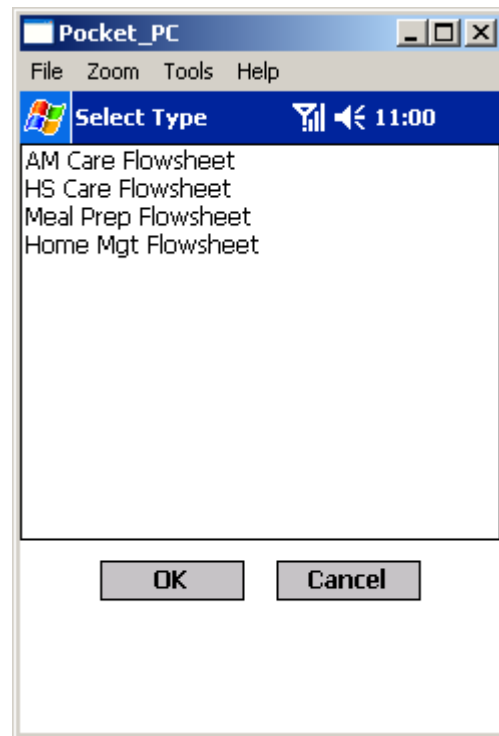 Pocket_PC
File Zoom Tools Help
Select Type 11:00
AM Care Flowsheet
HS Care Flowsheet
Meal Prep Flowsheet
Home Mgt Flowsheet
OK Cancel